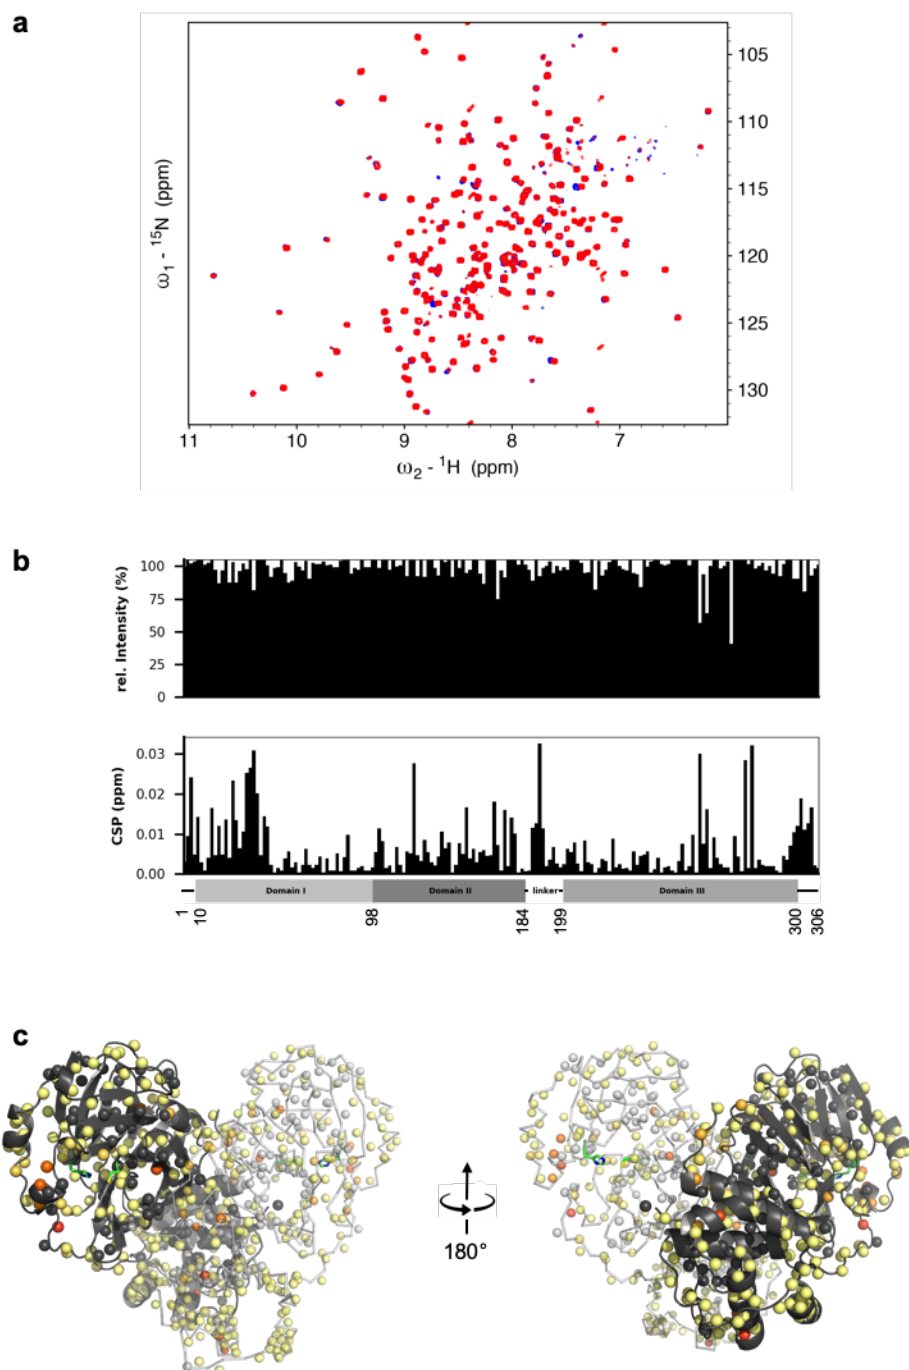 a
105
110
115
120
125
130
ω1 - 15N (ppm)
11 10 9 8 7
ω2 - 1H (ppm)
b
100
75
50
25
0
rel. Intensity (%)
0.03
0.02
0.01
0.00
CSP (ppm)
Domain I Domain II linker Domain III
1 10 98 184 199 300 306
c
180°